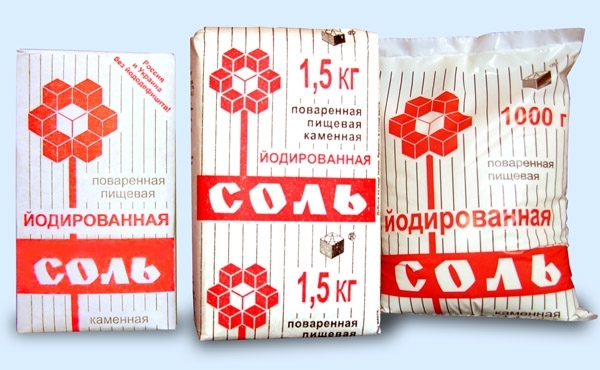 Россия
и Украина
без йододефицита!
поваренная
пищевая
йодированная
соль
каменная
1,5 кг
поваренная
пищевая
каменная
йодированная
соль
®
1,5 кг
поваренная
пищевая
®
1000 г
поваренная
пищевая
йодированная
соль
каменная